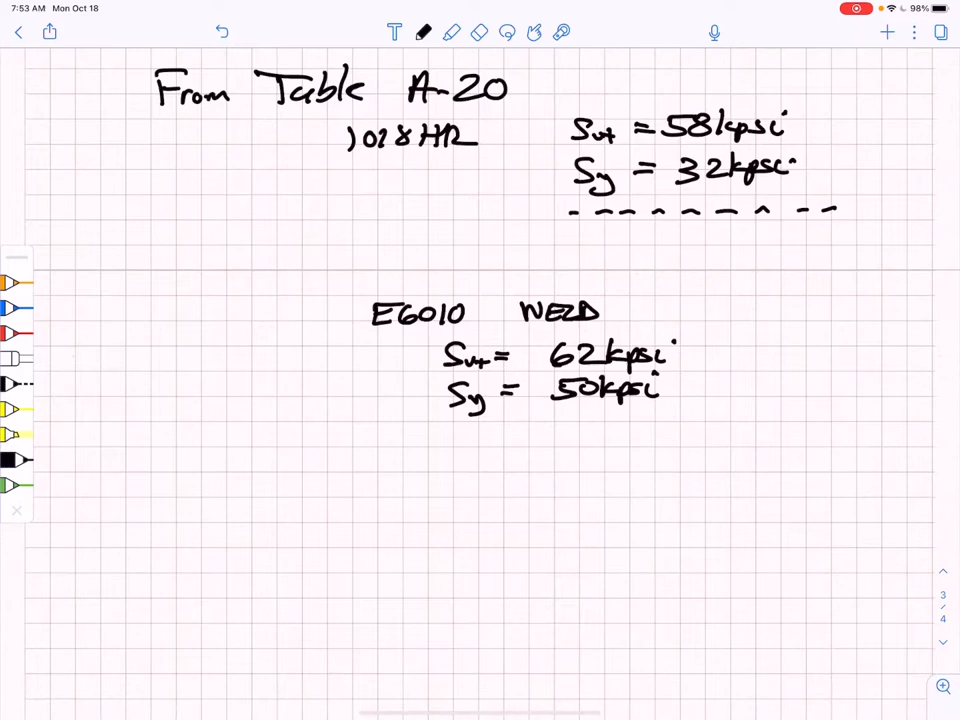 7:53 AM Mon Oct 18
98%
From Table A-20
1018 HR
Sut = 58 kpsi
Sy = 32 kpsi
E6010 WELD
Sut = 62 kpsi
Sy = 50 kpsi
3
/
4